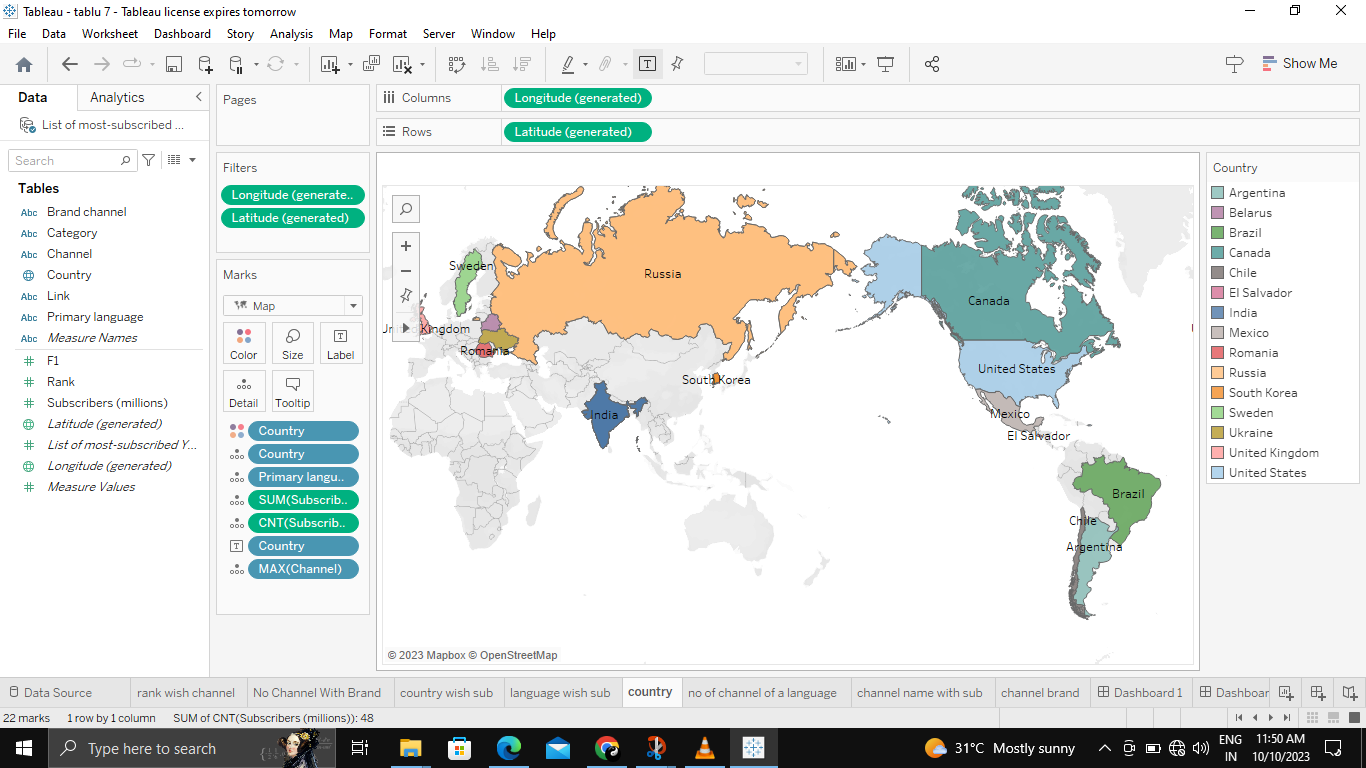 Tableau - tablu 7 - Tableau license expires tomorrow
File Data Worksheet Dashboard Story Analysis Map Format Server Window Help
Show Me
Data Analytics
List of most-subscribed ...
Search
Tables
Abc Brand channel
Abc Category
Abc Channel
Country
Abc Link
Abc Primary language
Abc Measure Names
F1
Rank
Subscribers (millions)
Latitude (generated)
List of most-subscribed Y...
Longitude (generated)
Measure Values
Pages
Filters
Longitude (generate..
Latitude (generated)
Marks
Map
Color Size Label
Detail Tooltip
Country
Country
Primary langu..
SUM(Subscrib..
CNT(Subscrib..
Country
MAX(Channel)
Columns Longitude (generated)
Rows Latitude (generated)
Sweden
Russia
Canada
Kingdom
Romania
South Korea
United States
India
Mexico
El Salvador
Brazil
Chile
Argentina
© 2023 Mapbox © OpenStreetMap
Country
Argentina
Belarus
Brazil
Canada
Chile
El Salvador
India
Mexico
Romania
Russia
South Korea
Sweden
Ukraine
United Kingdom
United States
Data Source rank wish channel No Channel With Brand country wish sub language wish sub country no of channel of a language channel name with sub channel brand Dashboard 1 Dashboar
22 marks 1 row by 1 column SUM of CNT(Subscribers (millions)): 48
Type here to search
31°C Mostly sunny
ENG
IN
11:50 AM
10/10/2023